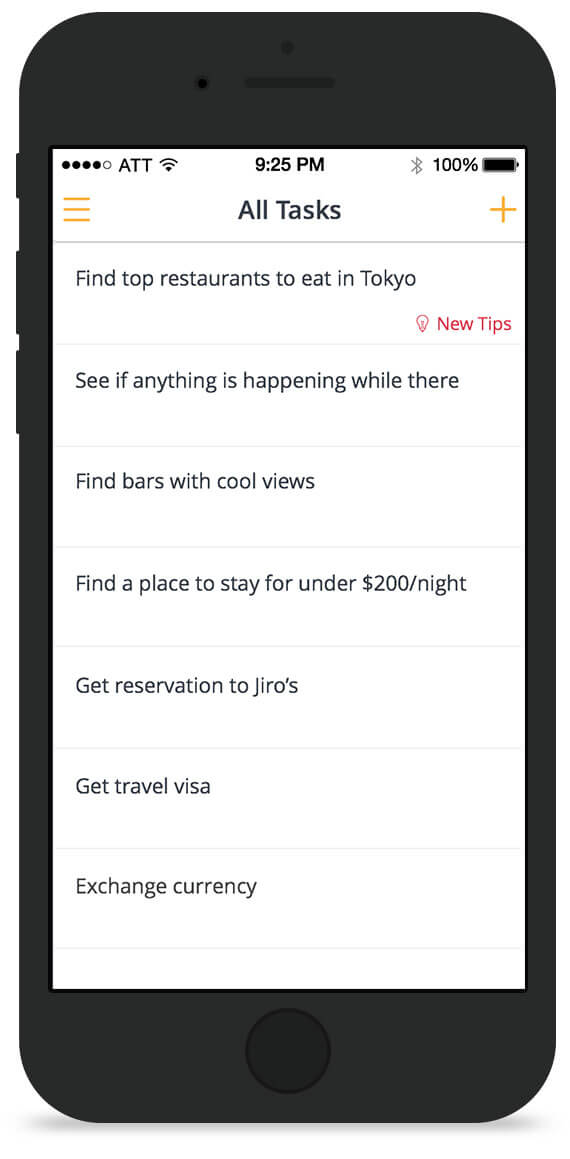 ATT 9:25 PM 100%
All Tasks
Find top restaurants to eat in Tokyo
New Tips
See if anything is happening while there
Find bars with cool views
Find a place to stay for under $200/night
Get reservation to Jiro’s
Get travel visa
Exchange currency